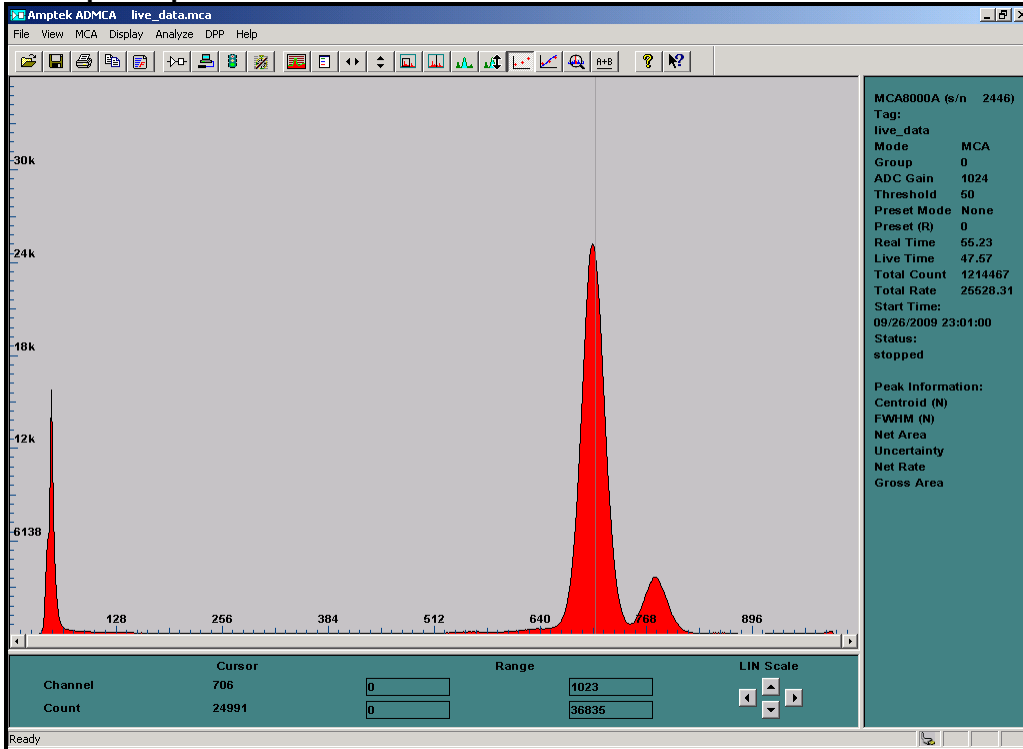 Amptek ADMCA live_data.mca
File View MCA Display Analyze DPP Help
A+B
30k
24k
18k
12k
6138
128 256 384 512 640 768 896
MCA8000A (s/n 2446)
Tag:
live_data
Mode MCA
Group 0
ADC Gain 1024
Threshold 50
Preset Mode None
Preset (R) 0
Real Time 55.23
Live Time 47.57
Total Count 1214467
Total Rate 25528.31
Start Time:
09/26/2009 23:01:00
Status:
stopped
Peak Information:
Centroid (N)
FWHM (N)
Net Area
Uncertainty
Net Rate
Gross Area
Cursor Range LIN Scale
Channel 706 0 1023
Count 24991 0 36835
Ready